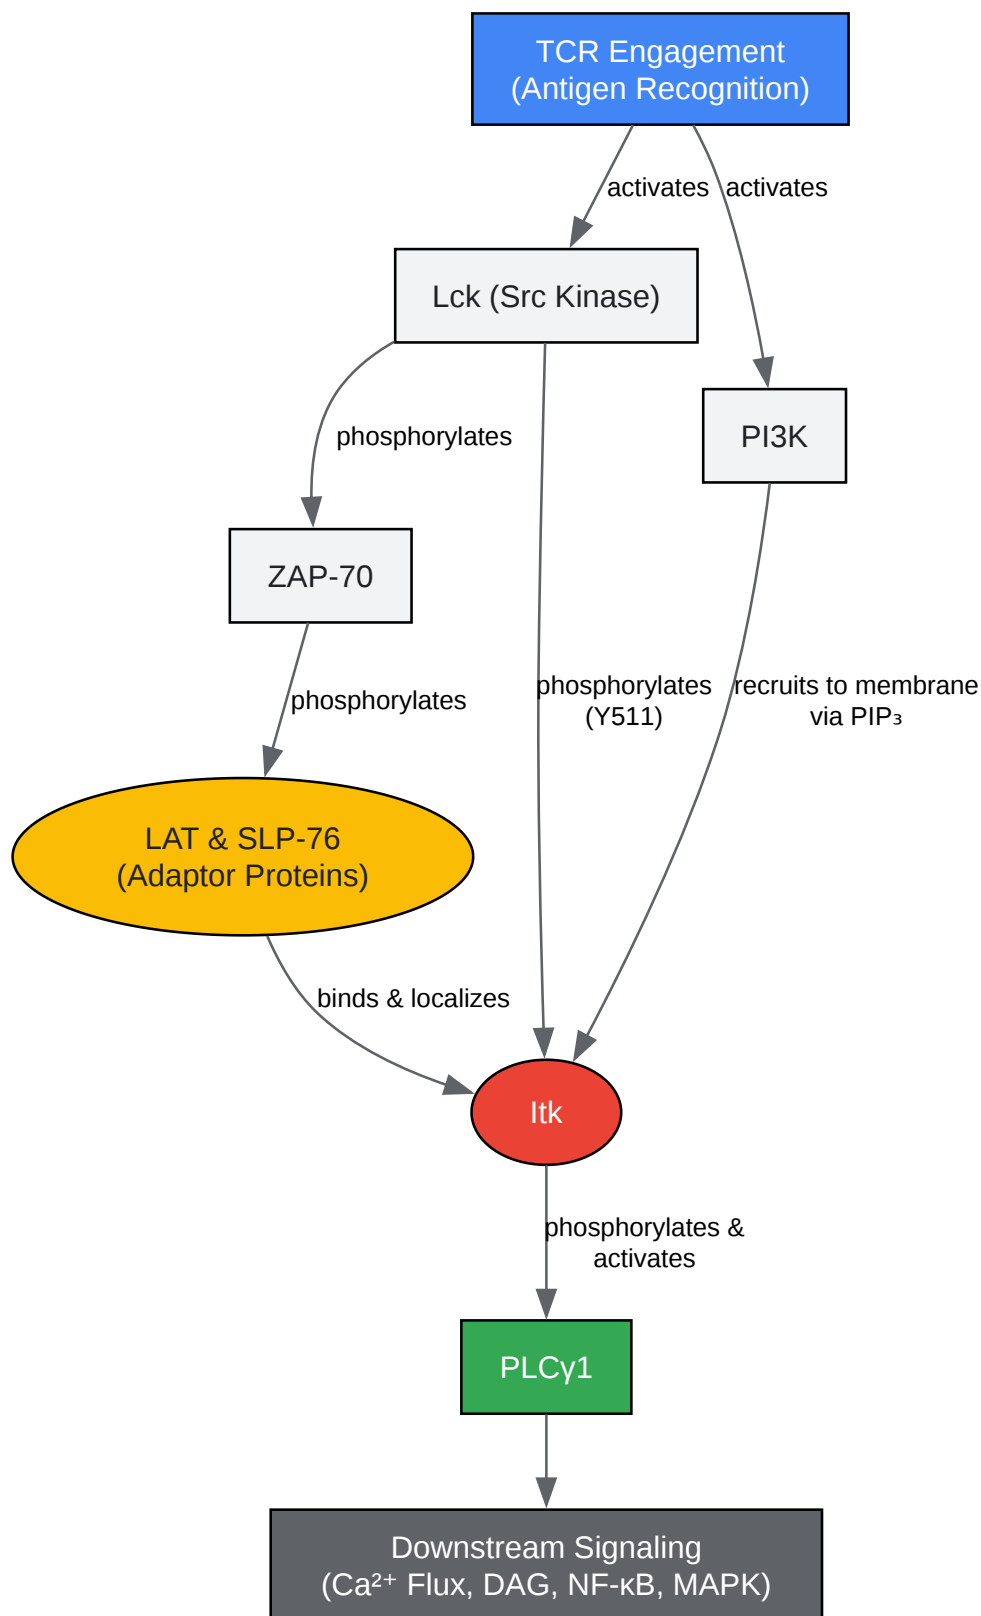 TCR Engagement
(Antigen Recognition)
activates
activates
Lck (Src Kinase)
phosphorylates
PI3K
ZAP-70
phosphorylates
phosphorylates
(Y511)
recruits to membrane
via PIP₃
LAT & SLP-76
(Adaptor Proteins)
binds & localizes
Itk
phosphorylates &
activates
PLCγ1
Downstream Signaling
(Ca²⁺ Flux, DAG, NF-κB, MAPK)